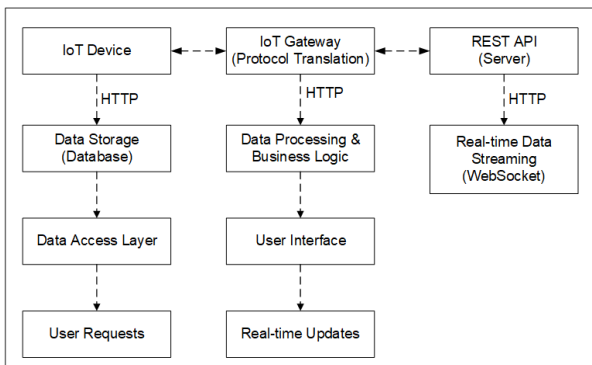 IoT Device
IoT Gateway
(Protocol Translation)
REST API
(Server)
HTTP
HTTP
HTTP
Data Storage
(Database)
Data Processing &
Business Logic
Real-time Data
Streaming
(WebSocket)
Data Access Layer
User Interface
User Requests
Real-time Updates